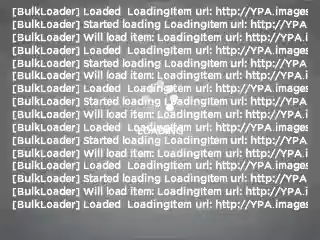 [BulkLoader] Loaded LoadingItem url: http://YPA.images
[BulkLoader] Started loading LoadingItem url: http://YPA
[BulkLoader] Will load item: LoadingItem url: http://YPA.i
[BulkLoader] Loaded LoadingItem url: http://YPA.images
[BulkLoader] Started loading LoadingItem url: http://YPA
[BulkLoader] Will load item: LoadingItem url: http://YPA.i
[BulkLoader] Loaded LoadingItem url: http://YPA.images
[BulkLoader] Started loading LoadingItem url: http://YPA
[BulkLoader] Will load item: LoadingItem url: http://YPA.i
[BulkLoader] Loaded LoadingItem url: http://YPA.images
LOADING
[BulkLoader] Started loading LoadingItem url: http://YPA
[BulkLoader] Will load item: LoadingItem url: http://YPA.i
[BulkLoader] Loaded LoadingItem url: http://YPA.images
[BulkLoader] Started loading LoadingItem url: http://YPA
[BulkLoader] Will load item: LoadingItem url: http://YPA.i
[BulkLoader] Loaded LoadingItem url: http://YPA.images